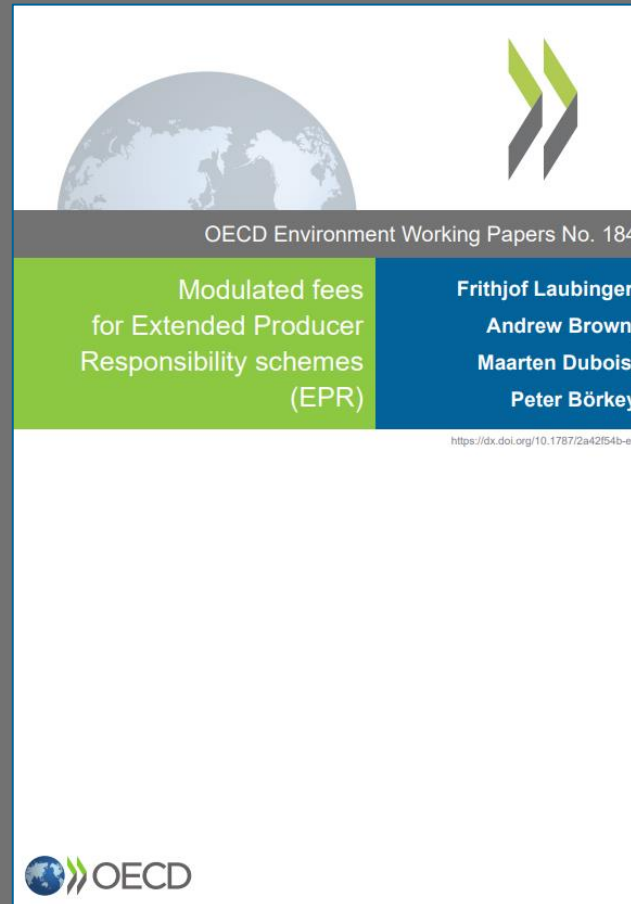 OECD Environment Working Papers No. 184
Modulated fees
for Extended Producer
Responsibility schemes
(EPR)
Frithjof Laubinger
Andrew Brown
Maarten Dubois
Peter Börkey
https://dx.doi.org/10.1787/2a42f54b-e
OECD